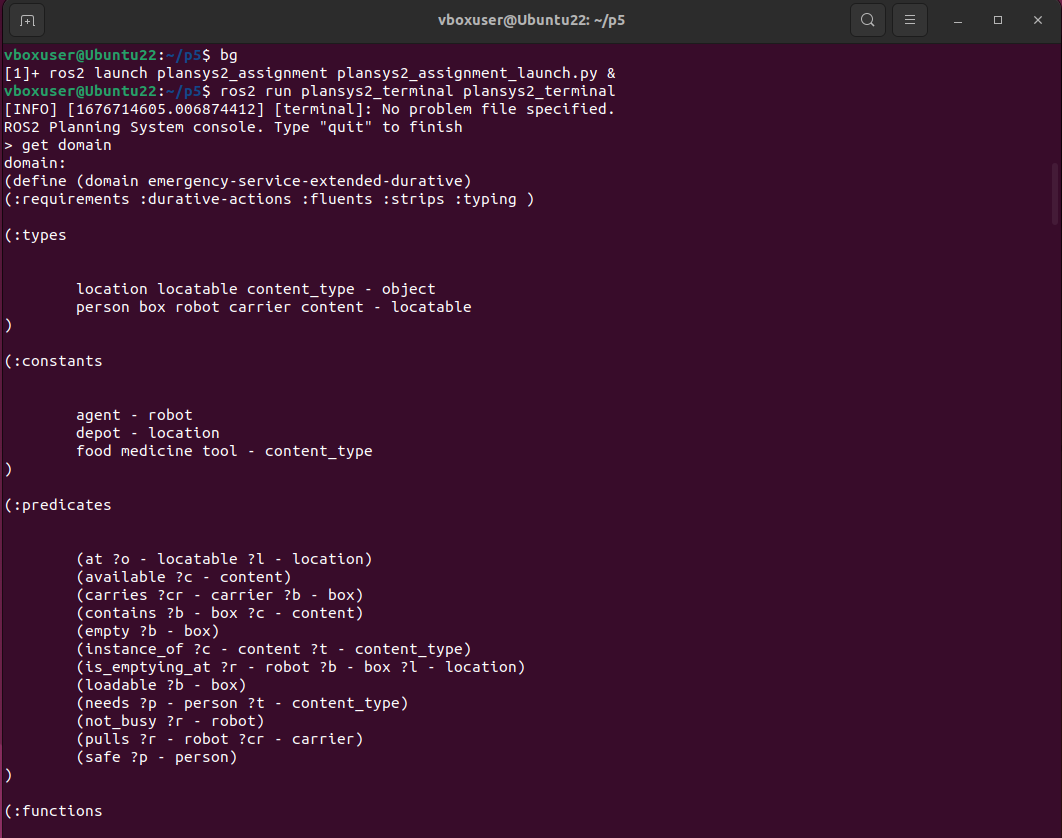 vboxuser@Ubuntu22: ~/p5
vboxuser@Ubuntu22:~/p5$ bg
[1]+ ros2 launch plansys2_assignment plansys2_assignment_launch.py &
vboxuser@Ubuntu22:~/p5$ ros2 run plansys2_terminal plansys2_terminal
[INFO] [1676714605.006874412] [terminal]: No problem file specified.
ROS2 Planning System console. Type "quit" to finish
> get domain
domain:
(define (domain emergency-service-extended-durative)
(:requirements :durative-actions :fluents :strips :typing )
(:types
location locatable content_type - object
person box robot carrier content - locatable
)
(:constants
agent - robot
depot - location
food medicine tool - content_type
)
(:predicates
(at ?o - locatable ?l - location)
(available ?c - content)
(carries ?cr - carrier ?b - box)
(contains ?b - box ?c - content)
(empty ?b - box)
(instance_of ?c - content ?t - content_type)
(is_emptying_at ?r - robot ?b - box ?l - location)
(loadable ?b - box)
(needs ?p - person ?t - content_type)
(not_busy ?r - robot)
(pulls ?r - robot ?cr - carrier)
(safe ?p - person)
)
(:functions